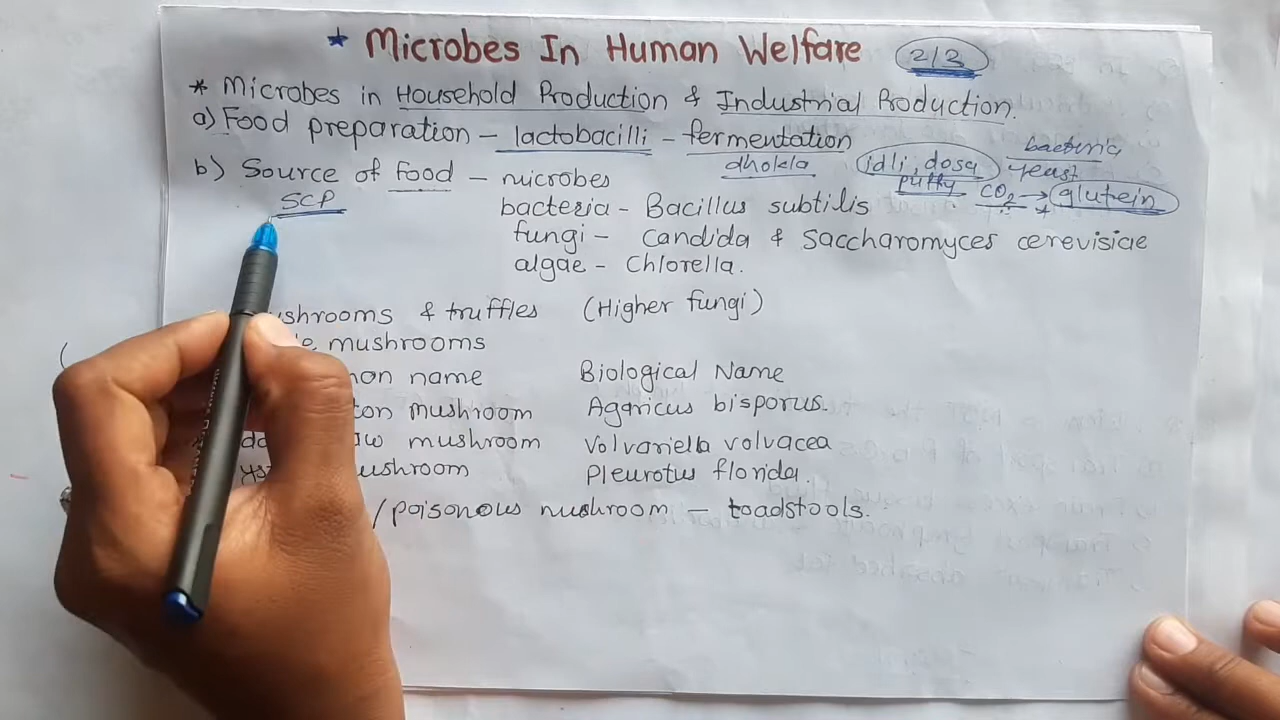 ★ Microbes In Human Welfare 2/3
* Microbes in Household Production & Industrial Production.
a) Food preparation - lactobacilli - fermentation
dhokla idli, dosa bacteria
puffy yeast
CO2 → glutein
b) Source of food - microbes
SCP
bacteria - Bacillus subtilis
fungi - Candida & Saccharomyces cerevisiae
algae - Chlorella.
ushrooms & truffles (Higher fungi)
mushrooms
name Biological Name
mushroom Agaricus bisporus.
mushroom Volvariella volvacea
ushroom Pleurotus florida.
/poisonous mushroom - toadstools.